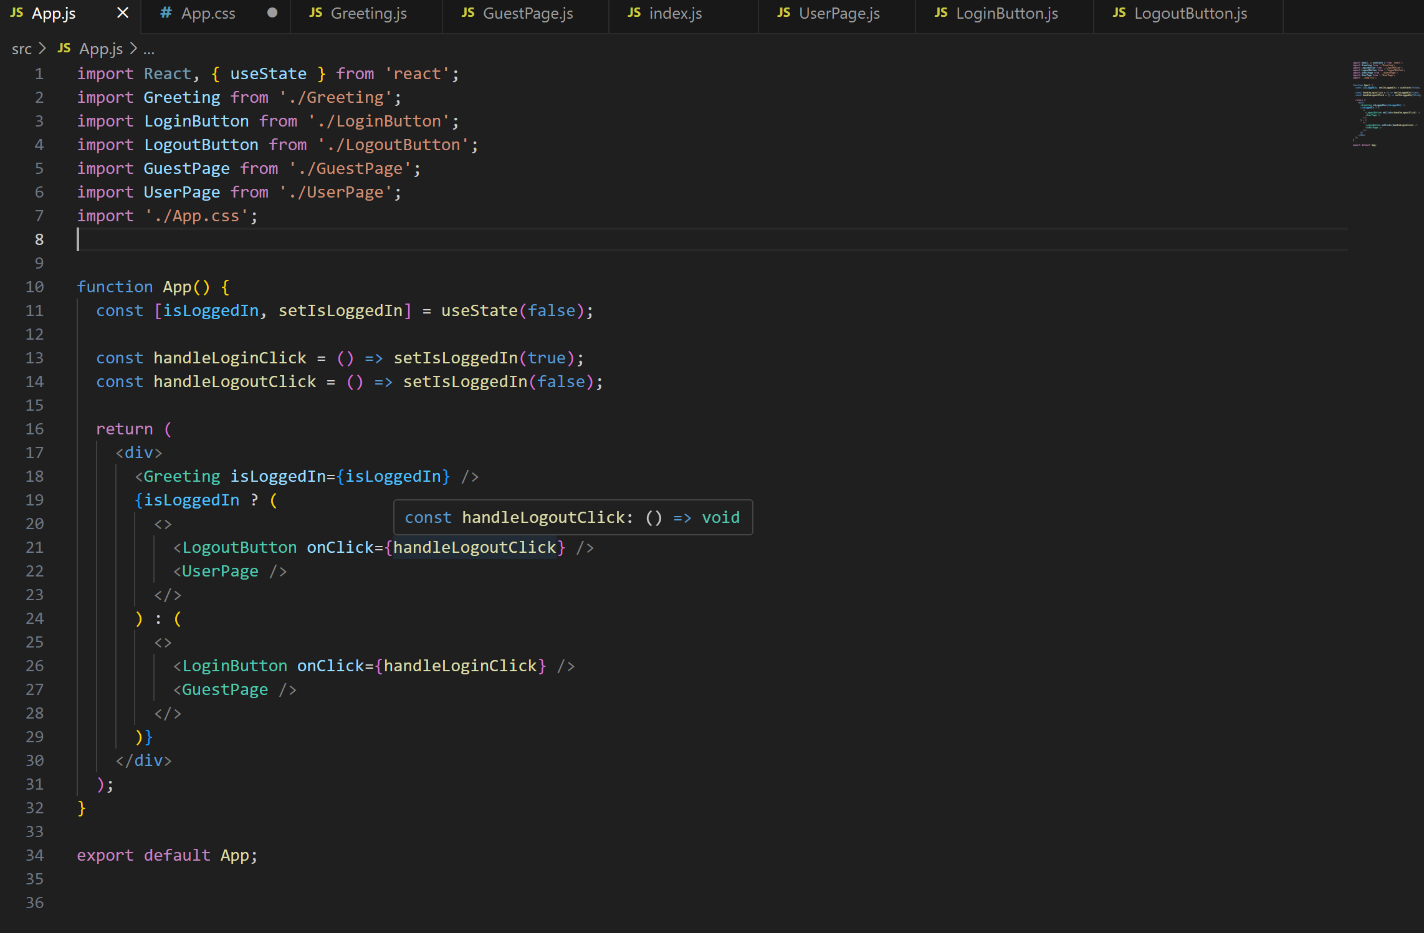 JS App.js × # App.css ● JS Greeting.js JS GuestPage.js JS index.js JS UserPage.js JS LoginButton.js JS LogoutButton.js
src > JS App.js > ...
1 import React, { useState } from 'react';
2 import Greeting from './Greeting';
3 import LoginButton from './LoginButton';
4 import LogoutButton from './LogoutButton';
5 import GuestPage from './GuestPage';
6 import UserPage from './UserPage';
7 import './App.css';
8
9
10 function App() {
11   const [isLoggedIn, setIsLoggedIn] = useState(false);
12
13   const handleLoginClick = () => setIsLoggedIn(true);
14   const handleLogoutClick = () => setIsLoggedIn(false);
15
16   return (
17     <div>
18       <Greeting isLoggedIn={isLoggedIn} />
19       {isLoggedIn ? (
const handleLogoutClick: () => void
20         <>
21           <LogoutButton onClick={handleLogoutClick} />
22           <UserPage />
23         </>
24       ) : (
25         <>
26           <LoginButton onClick={handleLoginClick} />
27           <GuestPage />
28         </>
29       )}
30     </div>
31   );
32 }
33
34 export default App;
35
36